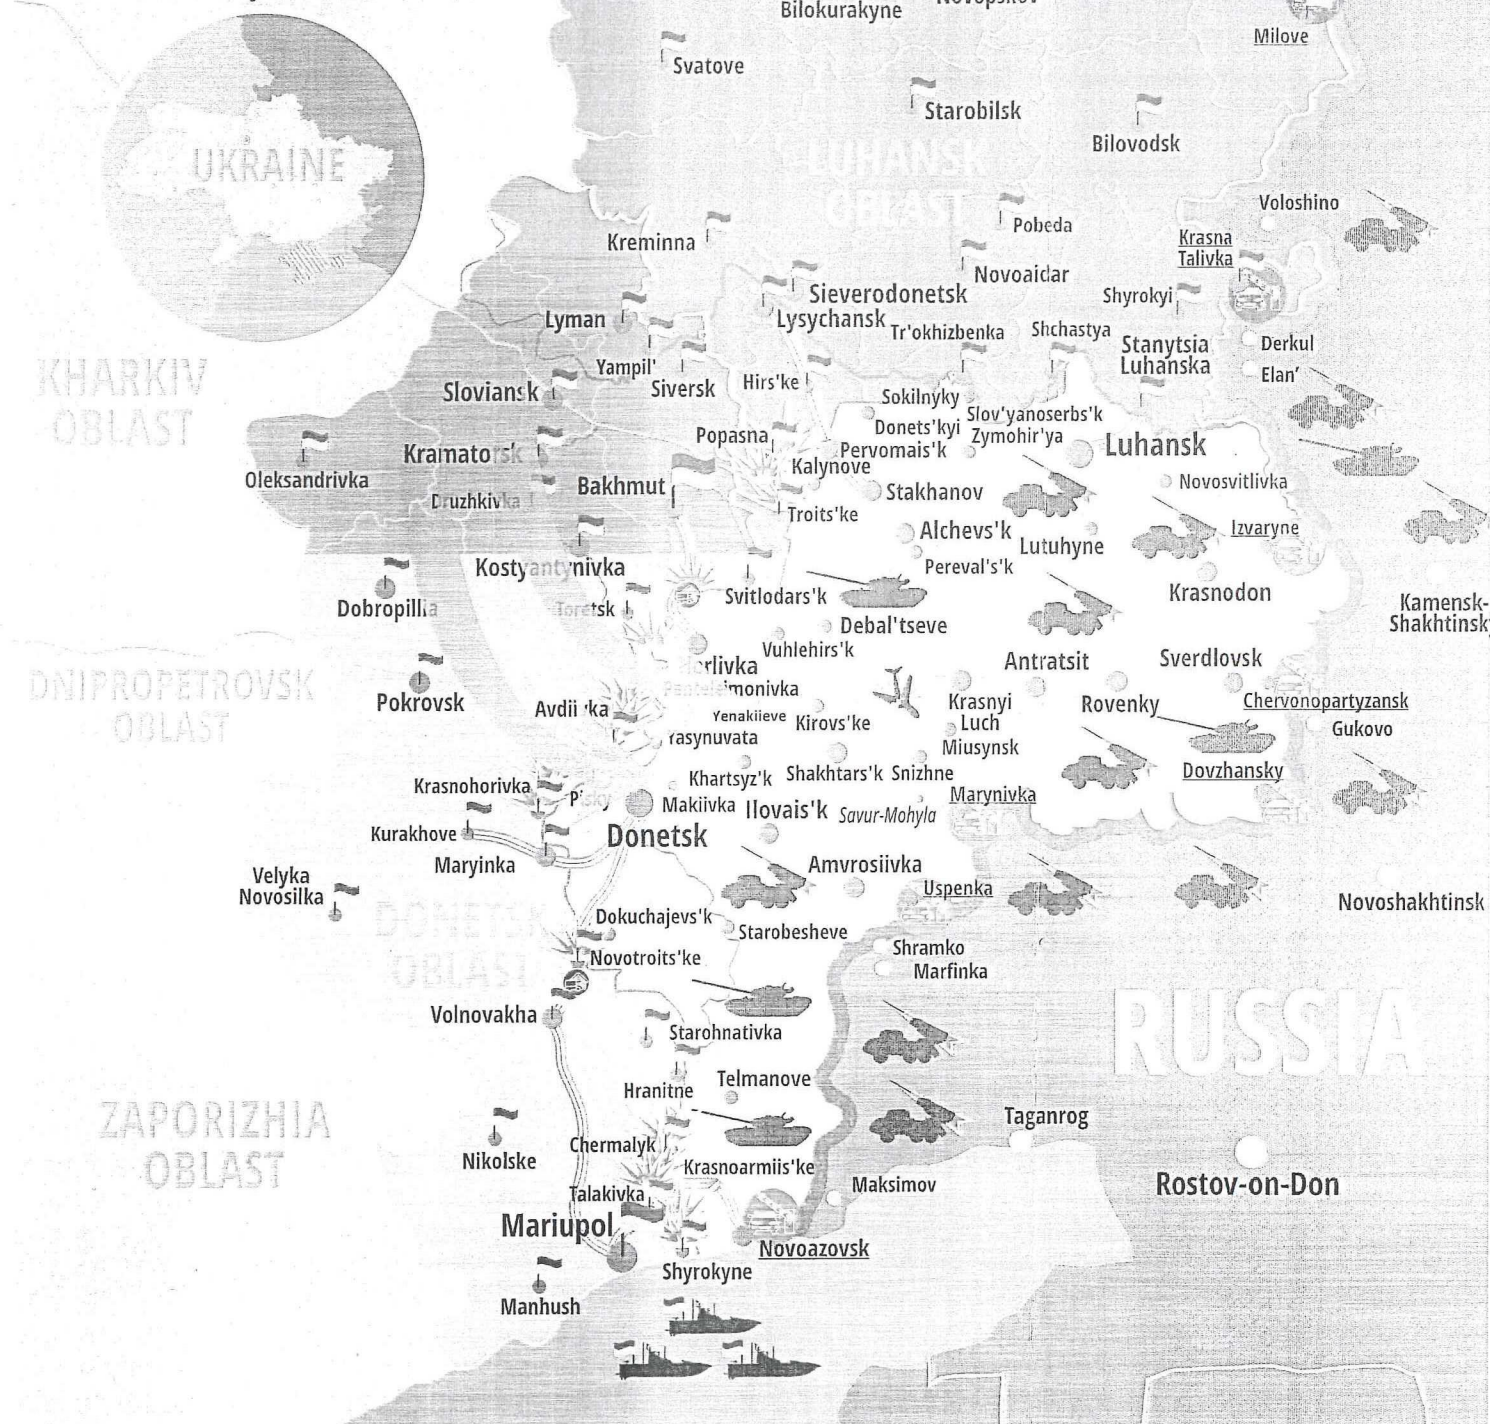 Bilokurakyne
Milove
Svatove
Starobilsk
Bilovodsk
UKRAINE
LUHANSK
OBLAST
Voloshino
Pobeda
Kreminna
Krasna
Talivka
Novoaidar
Sieverodonetsk
Shyrokyi
Lyman
Lysychansk
Tr'okhizbenka
Shchastya
Stanytsia
Luhanska
Derkul
Elan'
KHARKIV
OBLAST
Yampil'
Siversk
Hirs'ke
Sloviansk
Sokilnyky
Slov'yanoserbs'k
Donets'kyi
Zymohir'ya
Popasna
Pervomais'k
Luhansk
Kramatorsk
Kalynove
Oleksandrivka
Druzhkivka
Bakhmut
Stakhanov
Novosvitlivka
Troits'ke
Alchevs'k
Lutuhyne
Izvaryne
Kostyantynivka
Pereval's'k
Krasnodon
Dobropillia
Toretsk
Svitlodars'k
Debal'tseve
Kamensk-
Shakhtinsky
Vuhlehirs'k
Horlivka
Antratsit
Sverdlovsk
DNIPROPETROVSK
OBLAST
Panteleimonivka
Pokrovsk
Avdiivka
Yenakiieve
Kirovs'ke
Krasnyi
Luch
Rovenky
Chervonopartyzansk
Gukovo
Yasynuvata
Miusynsk
Krasnohorivka
Pisky
Khartsyz'k
Shakhtars'k
Snizhne
Dovzhansky
Marynivka
Makiivka
Ilovais'k
Savur-Mohyla
Kurakhove
Donetsk
Maryinka
Velyka
Novosilka
Amvrosiivka
Uspenka
Novoshakhtinsk
DONETSK
OBLAST
Dokuchajevs'k
Starobesheve
Novotroits'ke
Shramko
Marfinka
RUSSIA
Volnovakha
Starohnativka
Hranitne
Telmanove
ZAPORIZHIA
OBLAST
Taganrog
Chermalyk
Nikolske
Krasnoarmiis'ke
Talakivka
Maksimov
Rostov-on-Don
Mariupol
Novoazovsk
Shyrokyne
Manhush